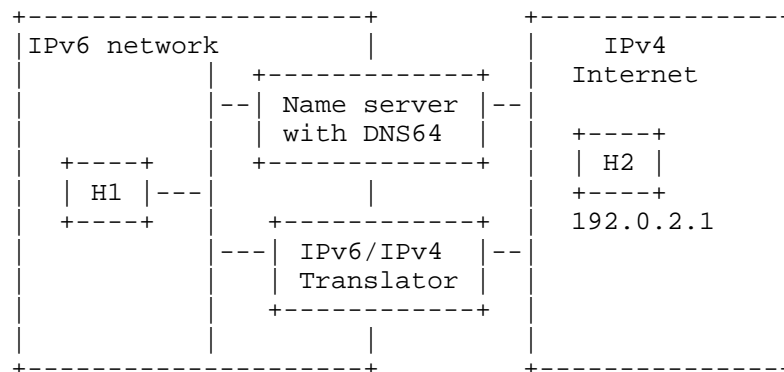 IPv6 network
IPv4
Internet
Name server
with DNS64
H1
H2
192.0.2.1
IPv6/IPv4
Translator